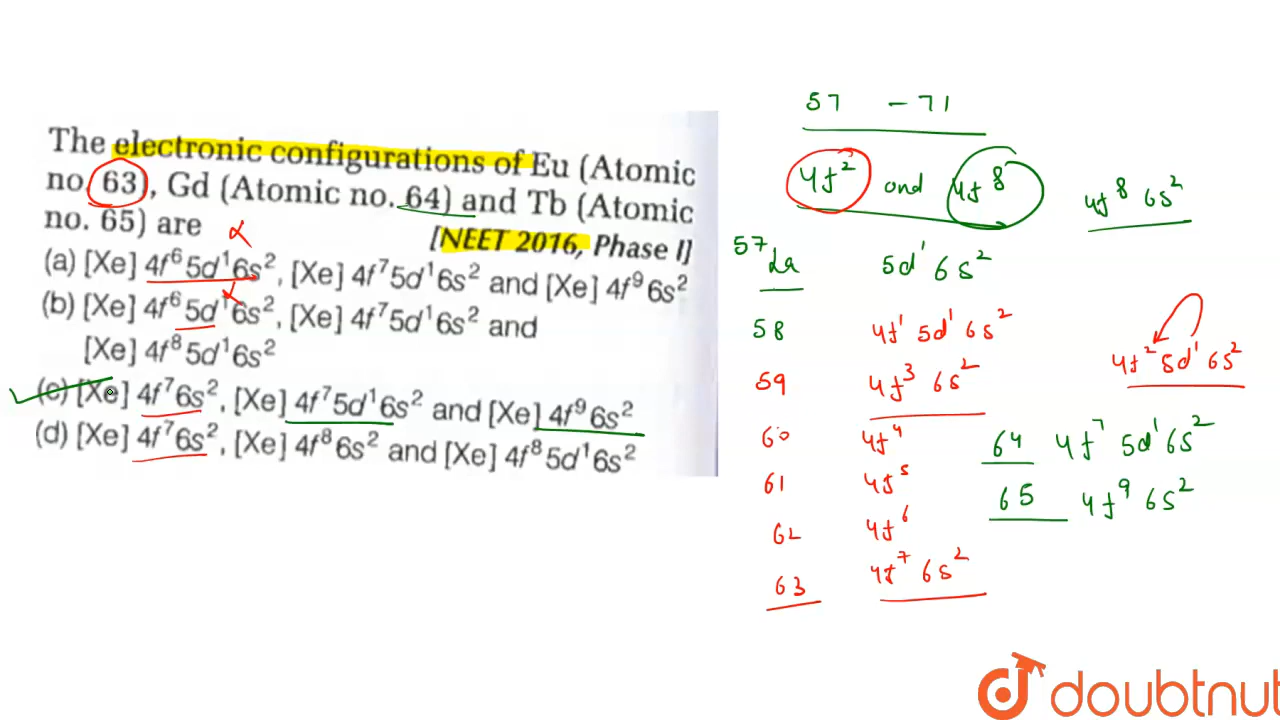 The electronic configurations of Eu (Atomic
no. 63), Gd (Atomic no. 64) and Tb (Atomic
no. 65) are
[NEET 2016, Phase I]
(a) [Xe] 4f⁶5d¹6s², [Xe] 4f⁷5d¹6s² and [Xe] 4f⁹6s²
(b) [Xe] 4f⁶5d¹6s², [Xe] 4f⁷5d¹6s² and
[Xe] 4f⁸5d¹6s²
(c) [Xe] 4f⁷6s², [Xe] 4f⁷5d¹6s² and [Xe] 4f⁹6s²
(d) [Xe] 4f⁷6s², [Xe] 4f⁸6s² and [Xe] 4f⁸5d¹6s²
57 - 71
4f² and 4f⁸
4f⁸ 6s²
57 La 5d¹ 6s²
58 4f¹ 5d¹ 6s²
4f² 5d¹ 6s²
59 4f³ 6s²
60 4f⁴
61 4f⁵
62 4f⁶
63 4f⁷ 6s²
64 4f⁷ 5d¹ 6s²
65 4f⁹ 6s²
doubtnut